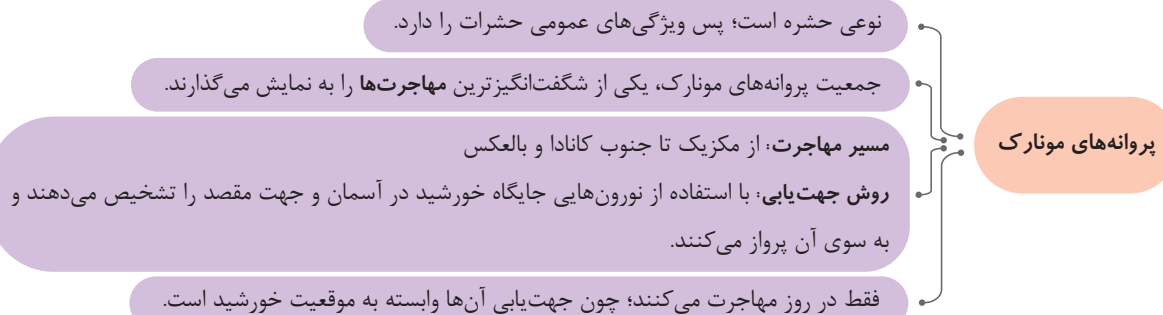 پروانه‌های مونارک
نوعی حشره است؛ پس ویژگی‌های عمومی حشرات را دارد.
جمعیت پروانه‌های مونارک، یکی از شگفت‌انگیزترین مهاجرت‌ها را به نمایش می‌گذارند.
مسیر مهاجرت: از مکزیک تا جنوب کانادا و بالعکس
روش جهت‌یابی: با استفاده از نورون‌هایی جایگاه خورشید در آسمان و جهت مقصد را تشخیص می‌دهند و
به سوی آن پرواز می‌کنند.
فقط در روز مهاجرت می‌کنند؛ چون جهت‌یابی آن‌ها وابسته به موقعیت خورشید است.